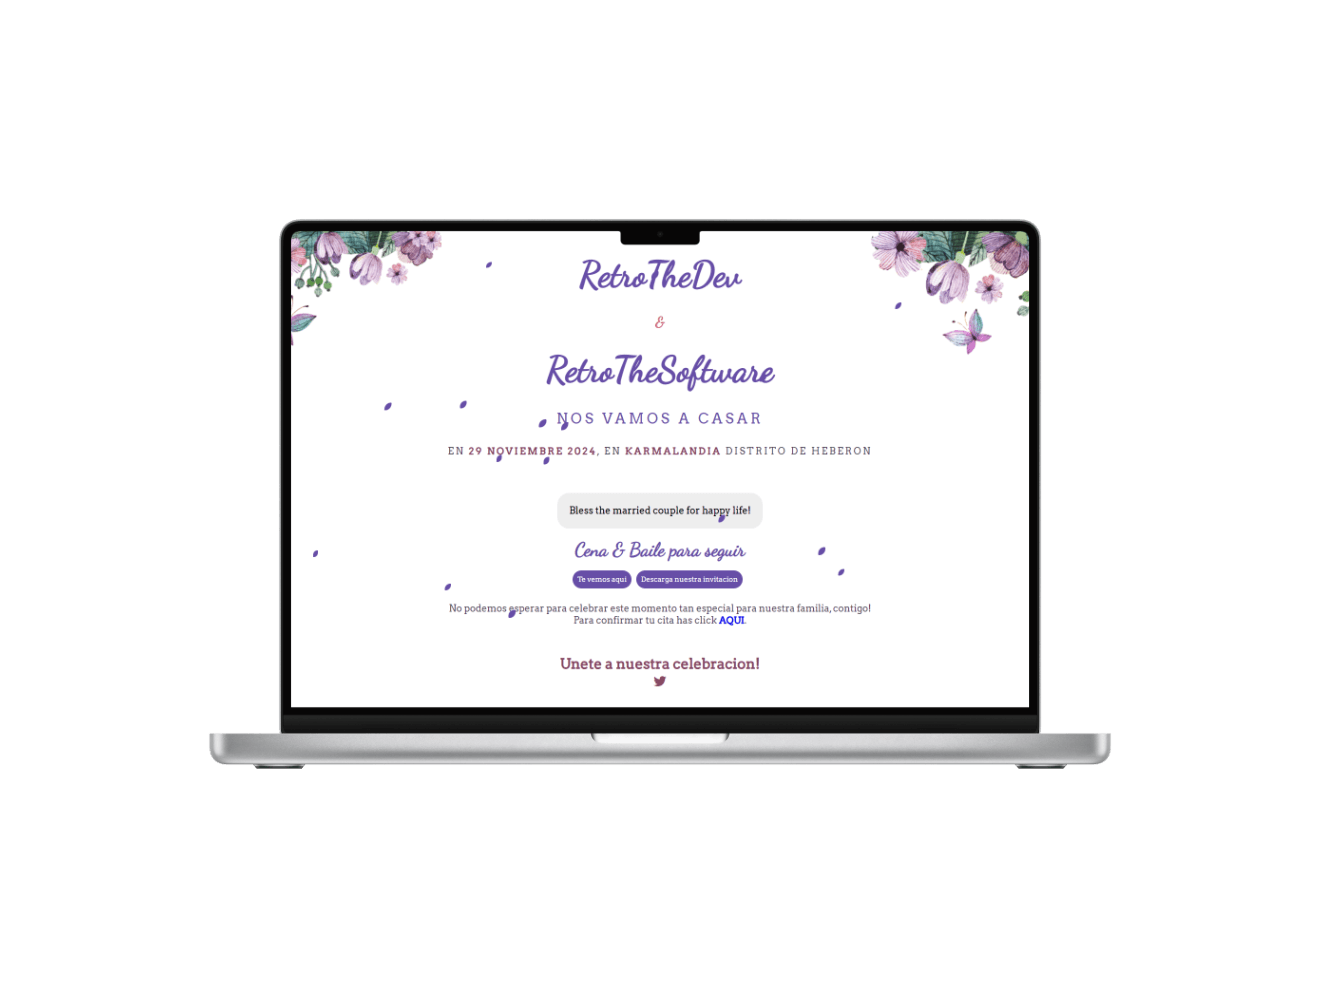 RetroTheDev
&
RetroTheSoftware
NOS VAMOS A CASAR
EN 29 NOVIEMBRE 2024, EN KARMALANDIA DISTRITO DE HEBERON
Bless the married couple for happy life!
Cena & Baile para seguir
Te vemos aqui Descarga nuestra invitacion
No podemos esperar para celebrar este momento tan especial para nuestra familia, contigo!
Para confirmar tu cita has click AQUI.
Unete a nuestra celebracion!